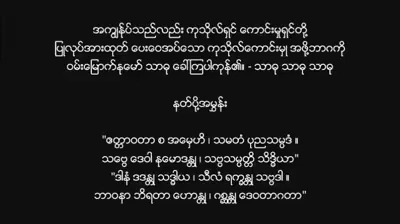 အကျွန်ုပ်သည်လည်း ကုသိုလ်ရှင် ကောင်းမှုရှင်တို့
ပြုလုပ်အားထုတ် ပေးဝေအပ်သော ကုသိုလ်ကောင်းမှု အဖို့ဘာဂကို
ဝမ်းမြောက်နုမော် သာဓု ခေါ်ကြပါကုန်၏။ - သာဓု သာဓု သာဓု
နတ်ပို့အမွှန်း
"ဧတ္တာဝတာ စ အမှေဟိ ၊ သမတံ ပုညသမ္ပဒံ ။
သဗ္ဗေ ဒေဝါ နုမောဒန္တု ၊ သဗ္ဗသမ္ပတ္တိ သိဒ္ဓိယာ"
"ဒါနံ ဒဒန္တု သဒ္ဓါယ ၊ သီလံ ရက္ခန္တု သဗ္ဗဒါ ။
ဘာဝနာ ဘိရတာ ဟောန္တု ၊ ဂစ္ဆန္တု ဒေဝတာဂတာ"